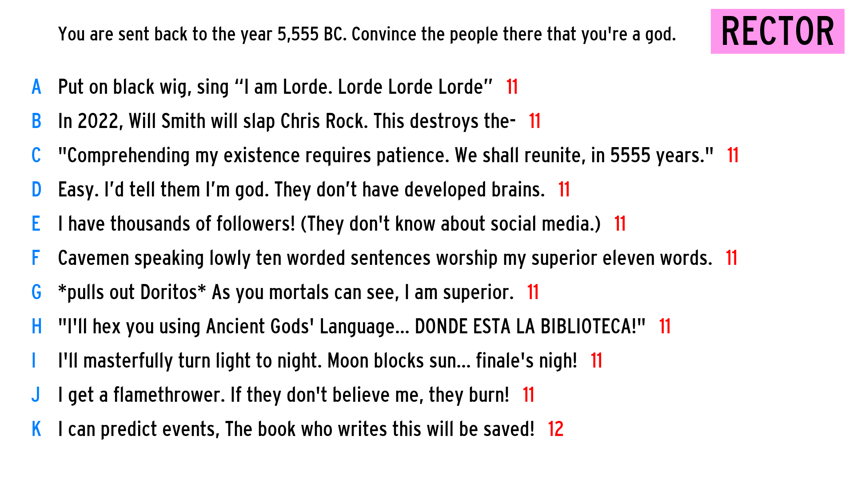 You are sent back to the year 5,555 BC. Convince the people there that you're a god.
RECTOR
A Put on black wig, sing “I am Lorde. Lorde Lorde Lorde” 11
B In 2022, Will Smith will slap Chris Rock. This destroys the- 11
C "Comprehending my existence requires patience. We shall reunite, in 5555 years." 11
D Easy. I’d tell them I’m god. They don’t have developed brains. 11
E I have thousands of followers! (They don't know about social media.) 11
F Cavemen speaking lowly ten worded sentences worship my superior eleven words. 11
G *pulls out Doritos* As you mortals can see, I am superior. 11
H "I'll hex you using Ancient Gods' Language... DONDE ESTA LA BIBLIOTECA!" 11
I I'll masterfully turn light to night. Moon blocks sun... finale's nigh! 11
J I get a flamethrower. If they don't believe me, they burn! 11
K I can predict events, The book who writes this will be saved! 12